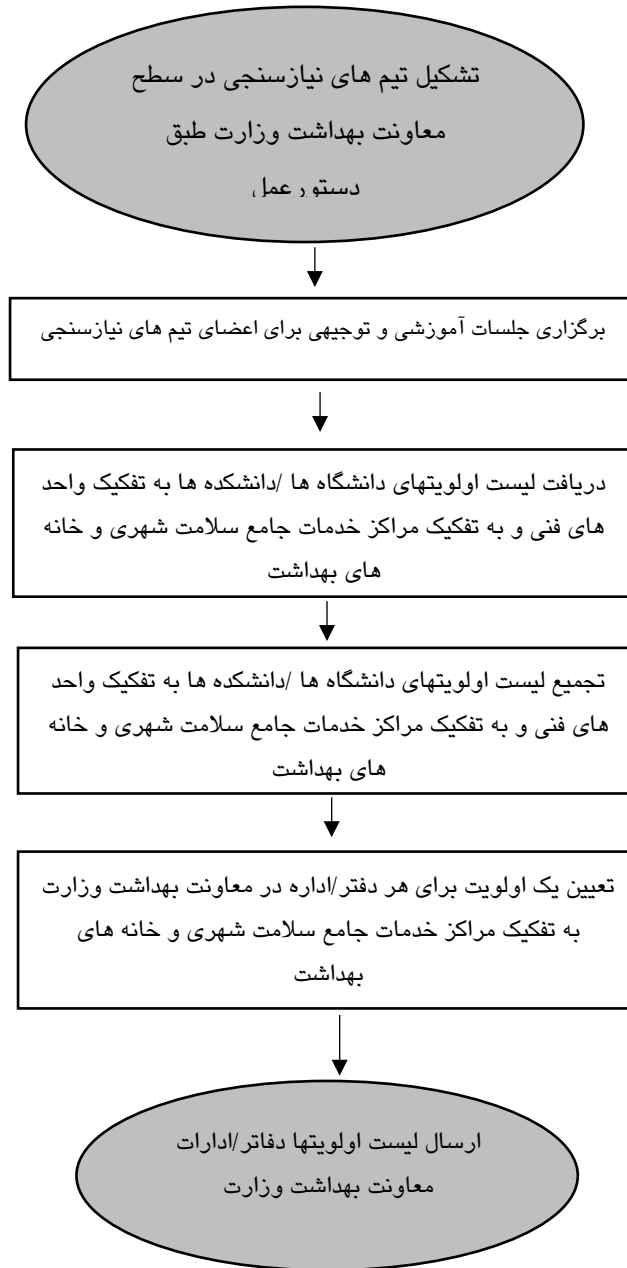 تشکیل تیم های نیازسنجی در سطح
معاونت بهداشت وزارت طبق
دستورعمل
برگزاری جلسات آموزشی و توجیهی برای اعضای تیم های نیازسنجی
دریافت لیست اولویتهای دانشگاه ها /دانشکده ها به تفکیک واحد
های فنی و به تفکیک مراکز خدمات جامع سلامت شهری و خانه
های بهداشت
تجمیع لیست اولویتهای دانشگاه ها /دانشکده ها به تفکیک واحد
های فنی و به تفکیک مراکز خدمات جامع سلامت شهری و خانه
های بهداشت
تعیین یک اولویت برای هر دفتر/اداره در معاونت بهداشت وزارت
به تفکیک مراکز خدمات جامع سلامت شهری و خانه های
بهداشت
ارسال لیست اولویتها دفاتر/ادارات
معاونت بهداشت وزارت